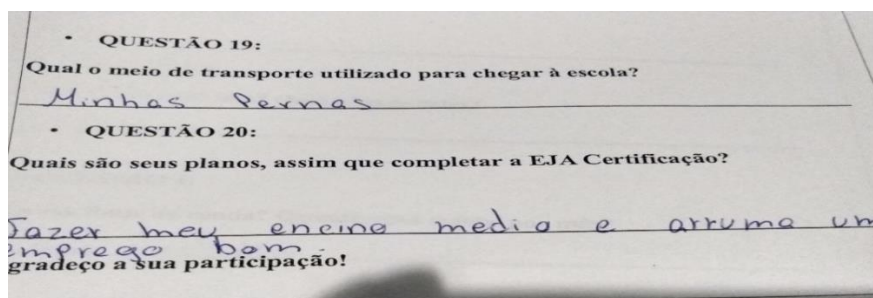 • QUESTÃO 19:
Qual o meio de transporte utilizado para chegar à escola?
Minhas Pernas
• QUESTÃO 20:
Quais são seus planos, assim que completar a EJA Certificação?
Fazer meu encino medio e arruma um
emprego bom.
gradeço a sua participação!